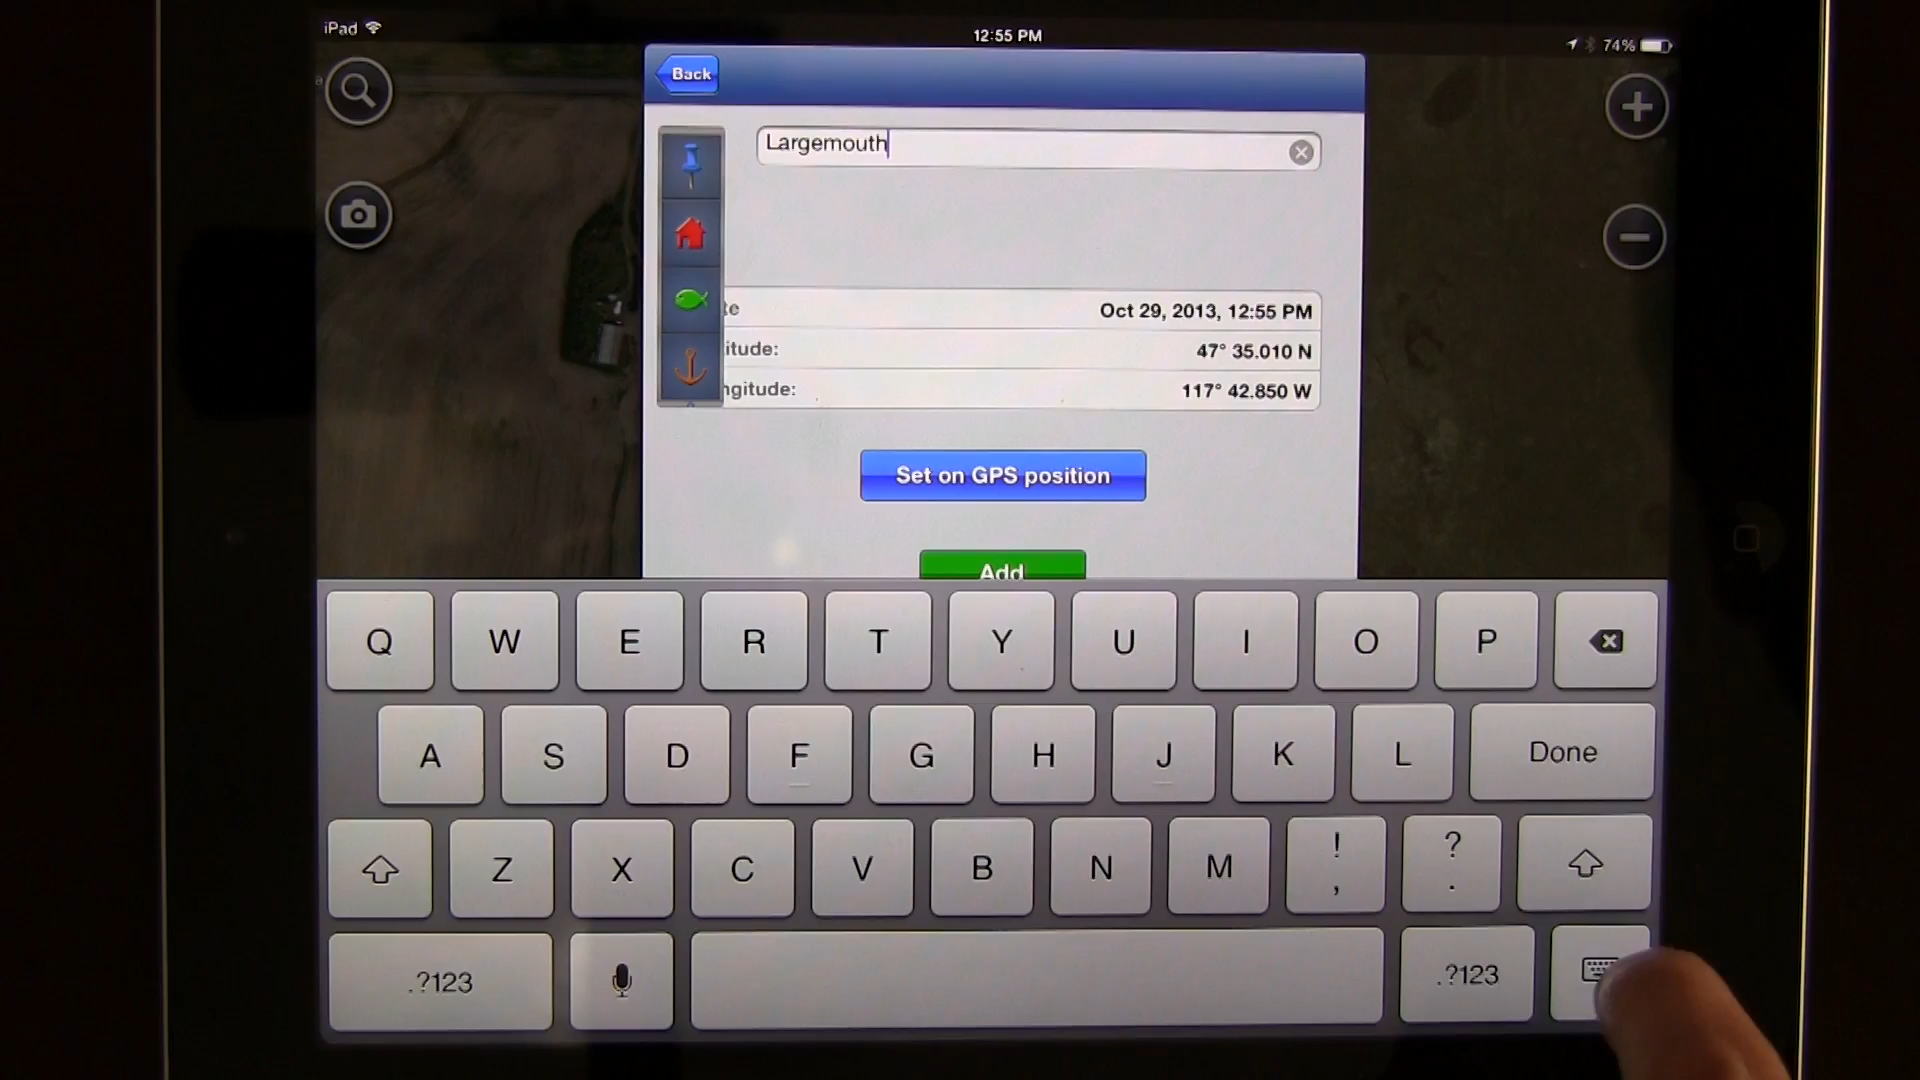 iPad
12:55 PM
74%
Back
Largemouth
te Oct 29, 2013, 12:55 PM
itude: 47° 35.010 N
ngitude: 117° 42.850 W
Set on GPS position
Add
Q W E R T Y U I O P
A S D F G H J K L Done
Z X C V B N M ! , ? .
.?123 .?123